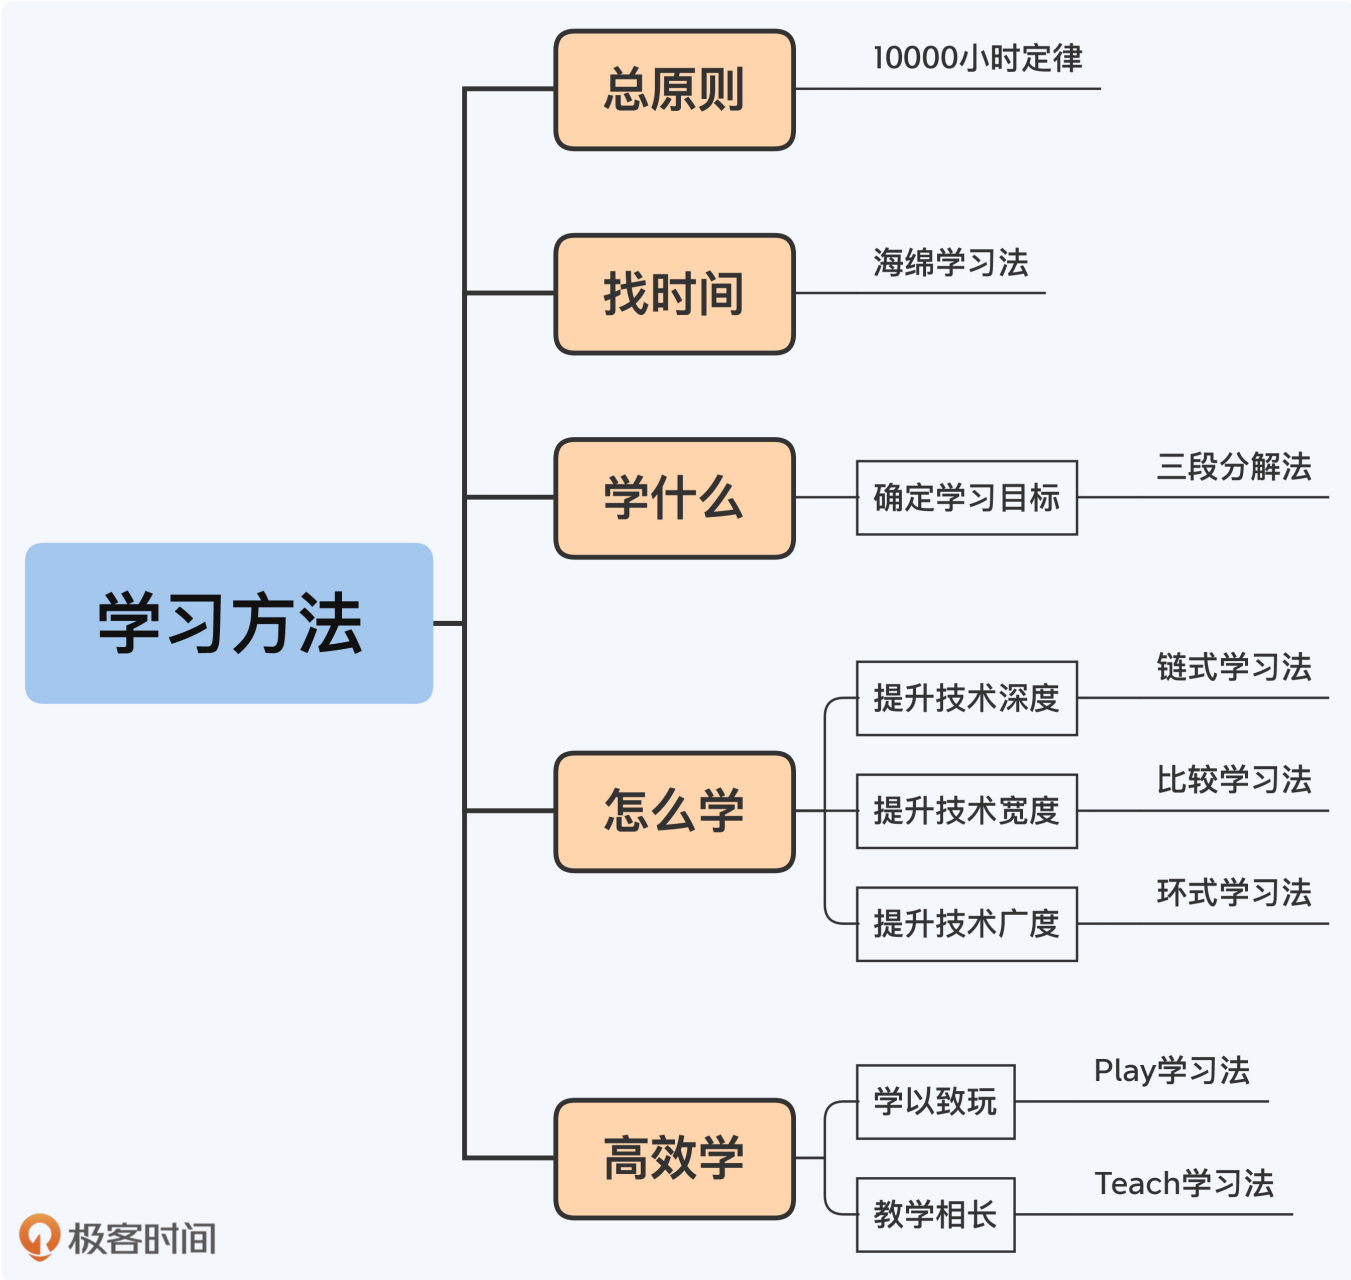 总原则
10000小时定律
找时间
海绵学习法
学什么
确定学习目标
三段分解法
学习方法
怎么学
提升技术深度
链式学习法
提升技术宽度
比较学习法
提升技术广度
环式学习法
高效学
学以致玩
Play学习法
教学相长
Teach学习法
极客时间